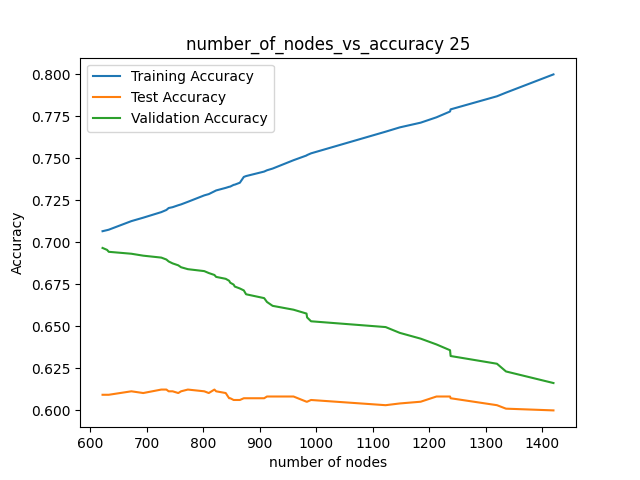 number_of_nodes_vs_accuracy 25
Training Accuracy
Test Accuracy
Validation Accuracy
Accuracy
0.800
0.775
0.750
0.725
0.700
0.675
0.650
0.625
0.600
600 700 800 900 1000 1100 1200 1300 1400
number of nodes